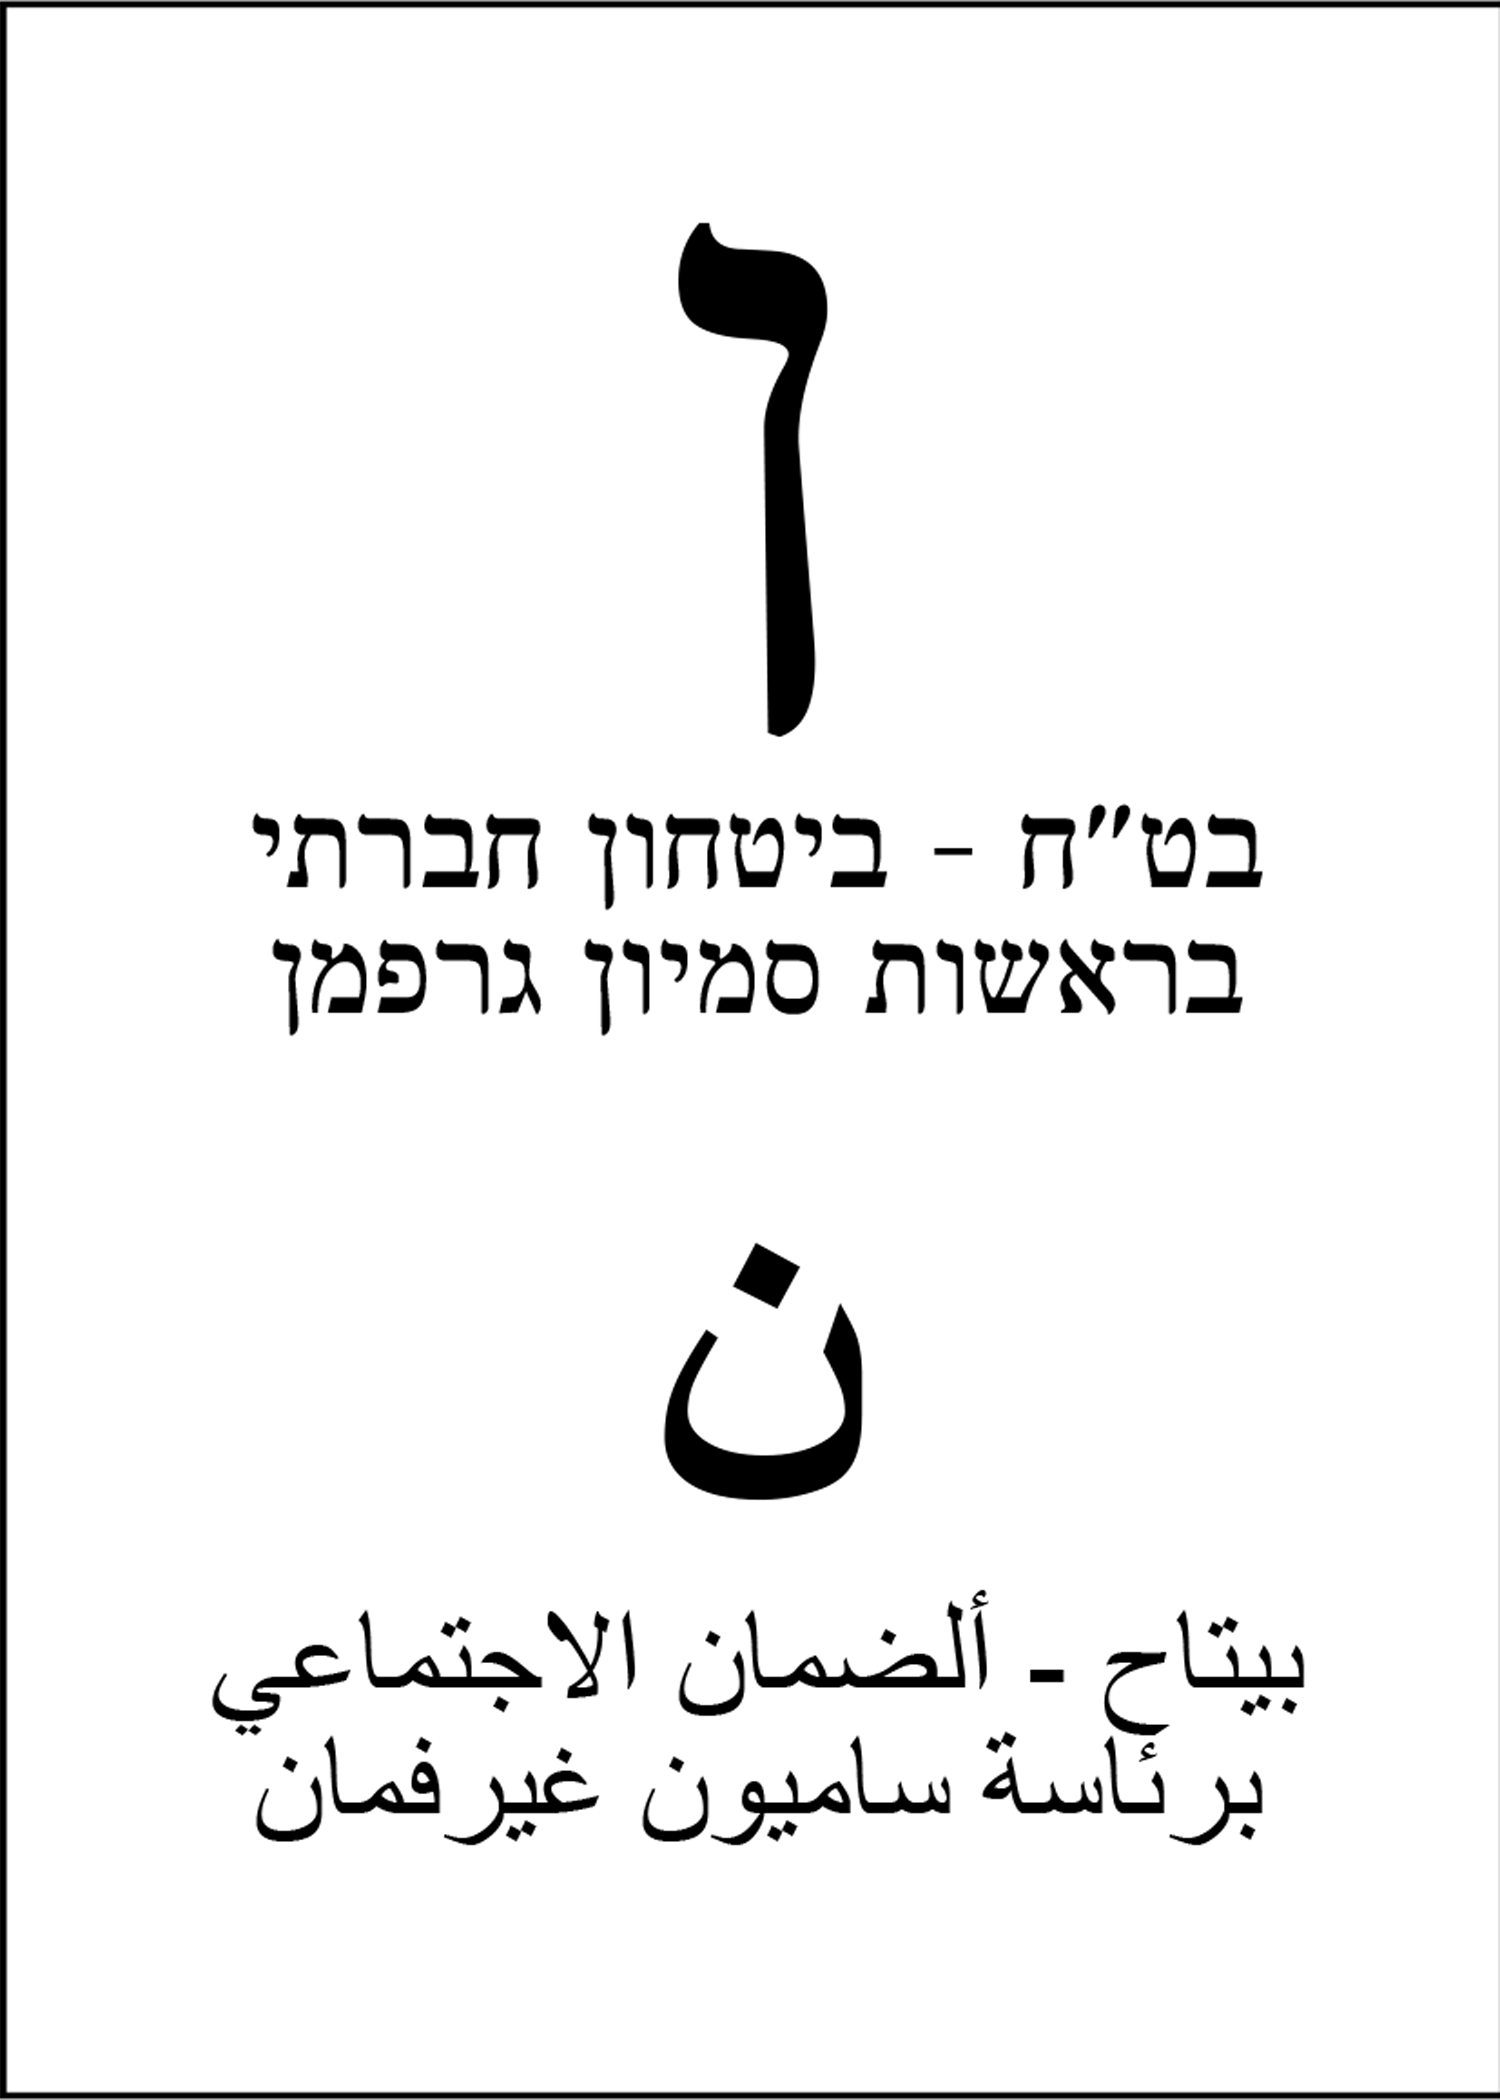 ן
בט"ח - ביטחון חברתי
בראשות סמיון גרפמן
ن
بيتاح - ألضمان الاجتماعي
برئاسة ساميون غيرفمان